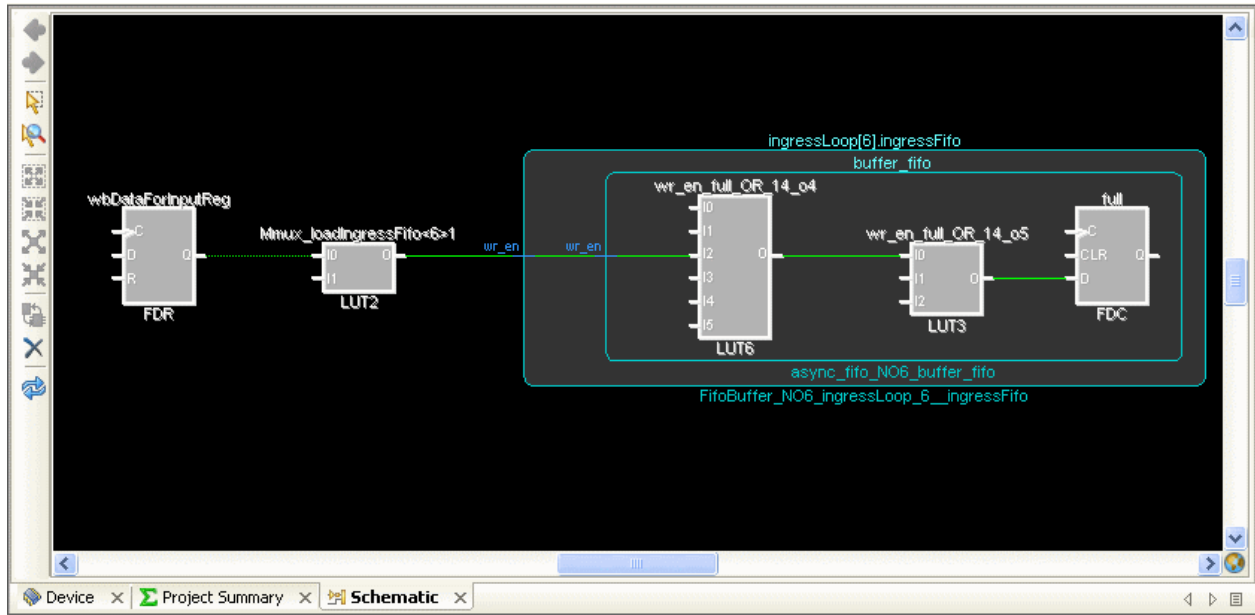 ingressLoop[6].ingressFifo
buffer_fifo
wr_en_full_OR_14_o4
wbDataForInputReg
full
Mmux_loadIngressFifo<6>1
wr_en_full_OR_14_o5
wr_en
wr_en
C
D
Q
R
FDR
I0
O
I1
LUT2
I0
I1
I2
O
I3
I4
I5
LUT6
I0
I1
O
I2
LUT3
C
CLR
Q
D
FDC
async_fifo_NO6_buffer_fifo
FifoBuffer_NO6_ingressLoop_6__ingressFifo
Device
Project Summary
Schematic